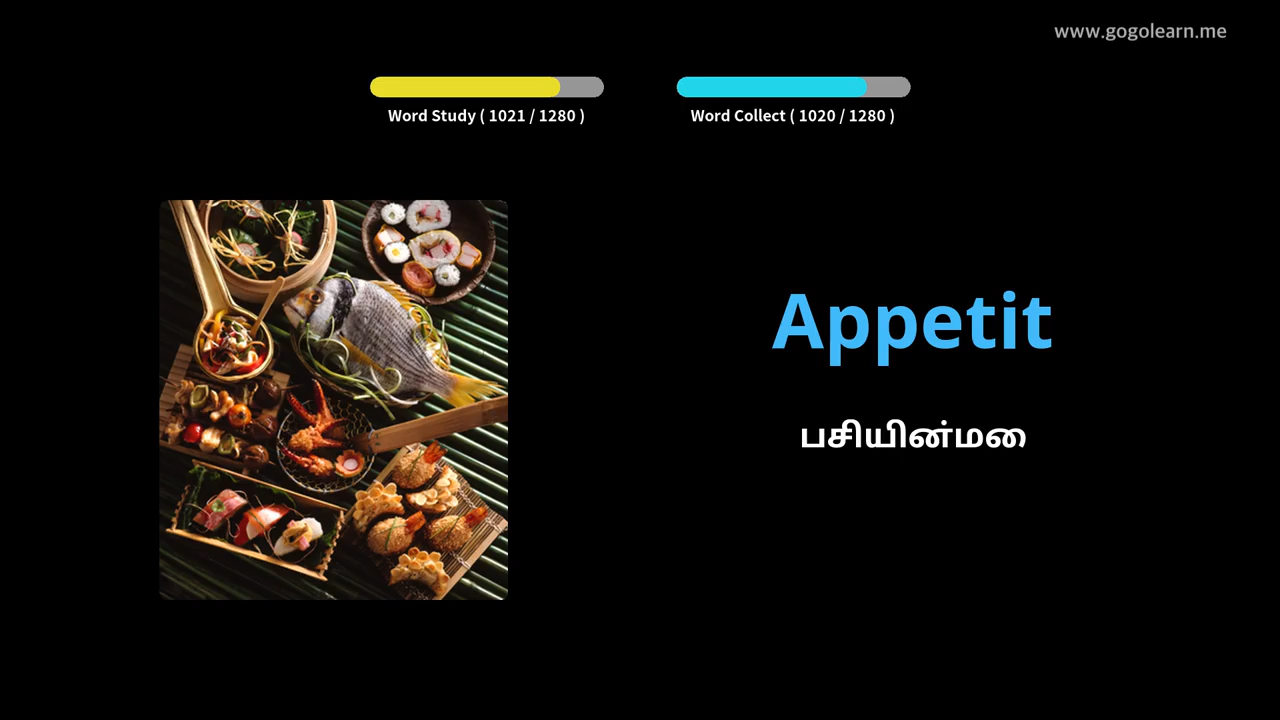 www.gogolearn.me
Word Study ( 1021 / 1280 )
Word Collect ( 1020 / 1280 )
Appetit
பசியின்மை